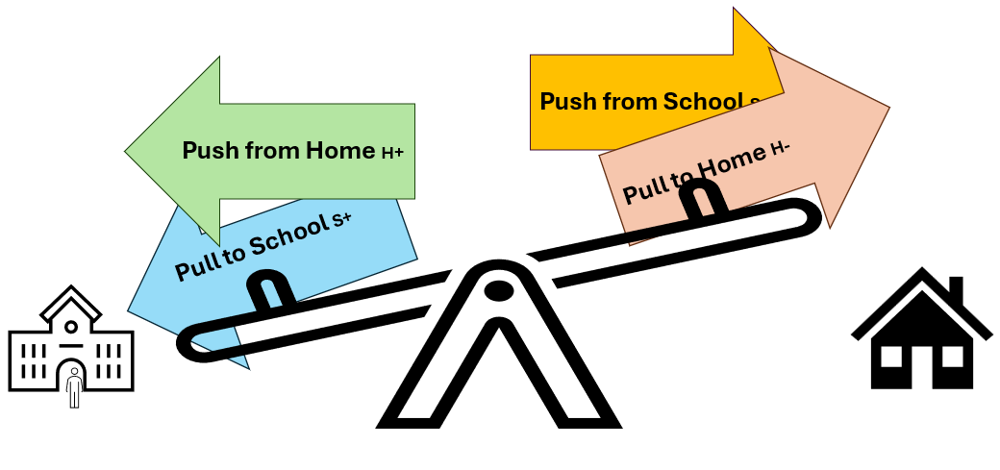 Push from School
Push from Home H+
Pull to Home H-
Pull to School S+